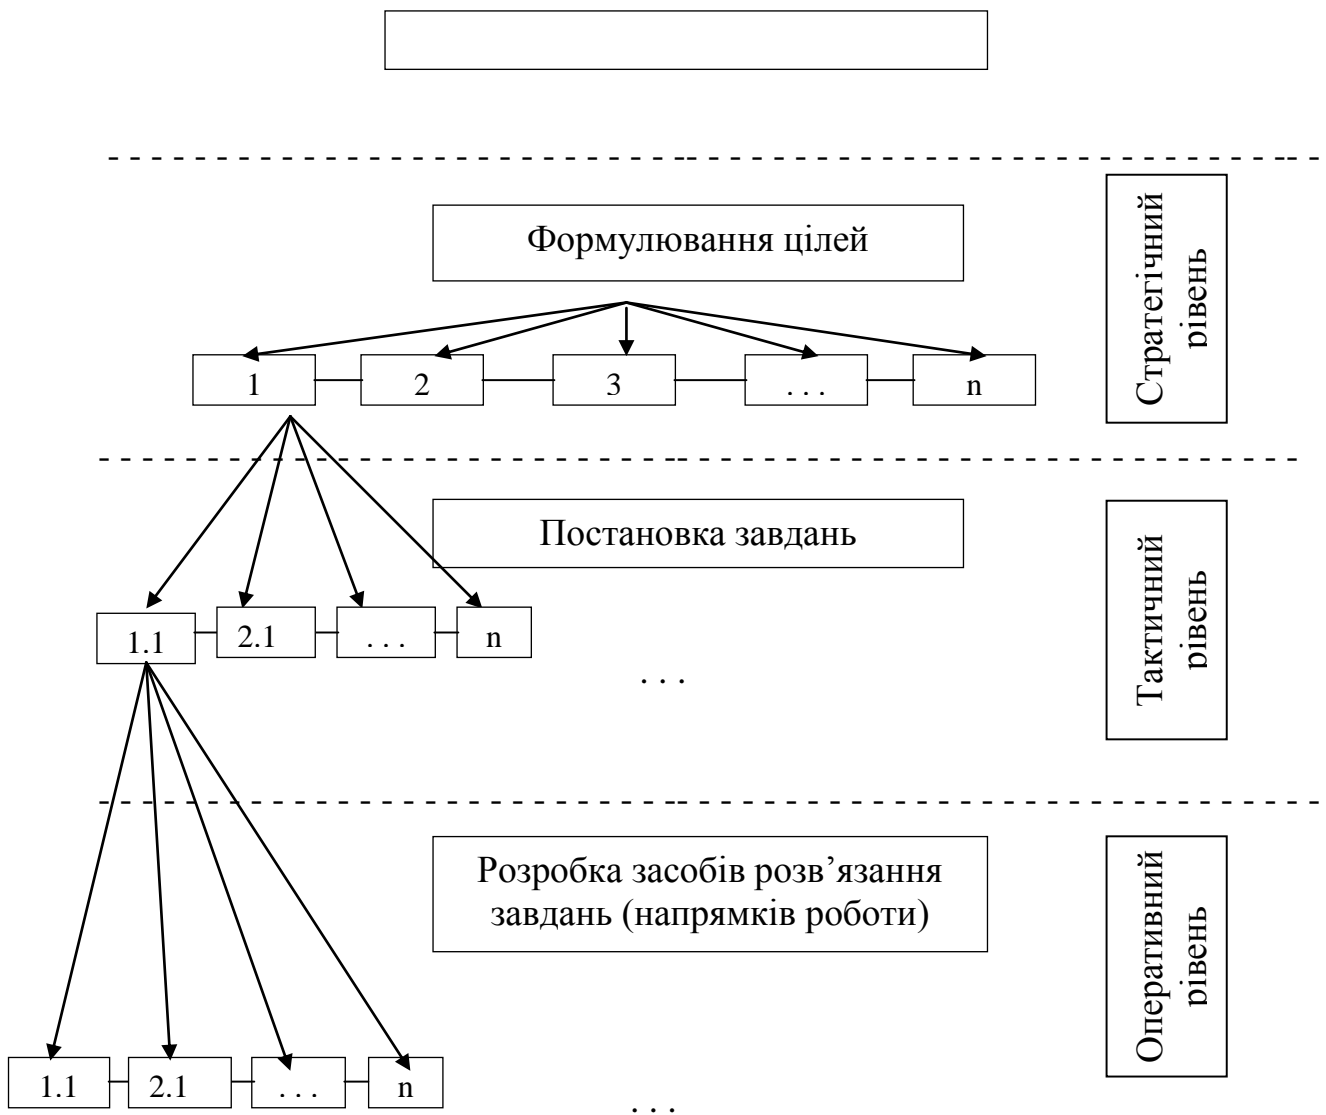 Формулювання цілей
Стратегічний
рівень
1
2
3
. . .
n
Постановка завдань
Тактичний
рівень
1.1
2.1
. . .
n
. . .
Розробка засобів розв’язання
завдань (напрямків роботи)
Оперативний
рівень
1.1
2.1
. . .
n
. . .